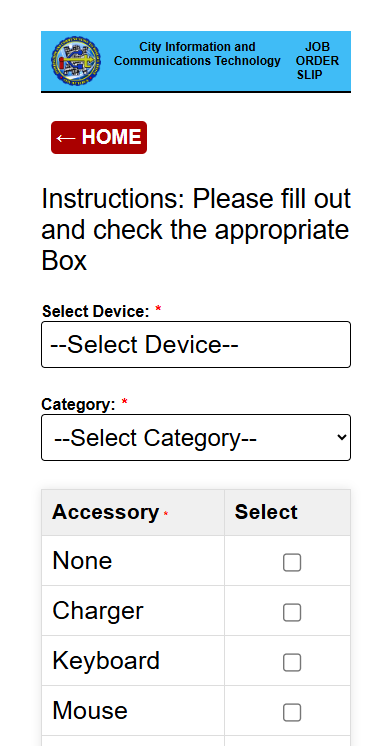 City Information and
Communications Technology
JOB
ORDER
SLIP
← HOME
Instructions: Please fill out
and check the appropriate
Box
Select Device: *
--Select Device--
Category: *
--Select Category--
Accessory * Select
None
Charger
Keyboard
Mouse